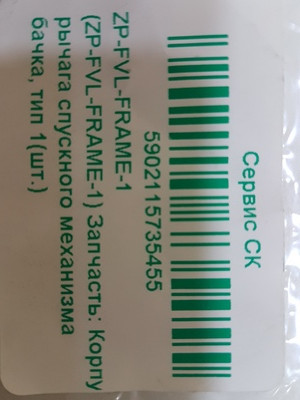 Сервис СК
5902115735455
ZP-FVL-FRAME-1
(ZP-FVL-FRAME-1) Запчасть: Корпу
рычага спускного механизма
бачка, тип 1(шт.)